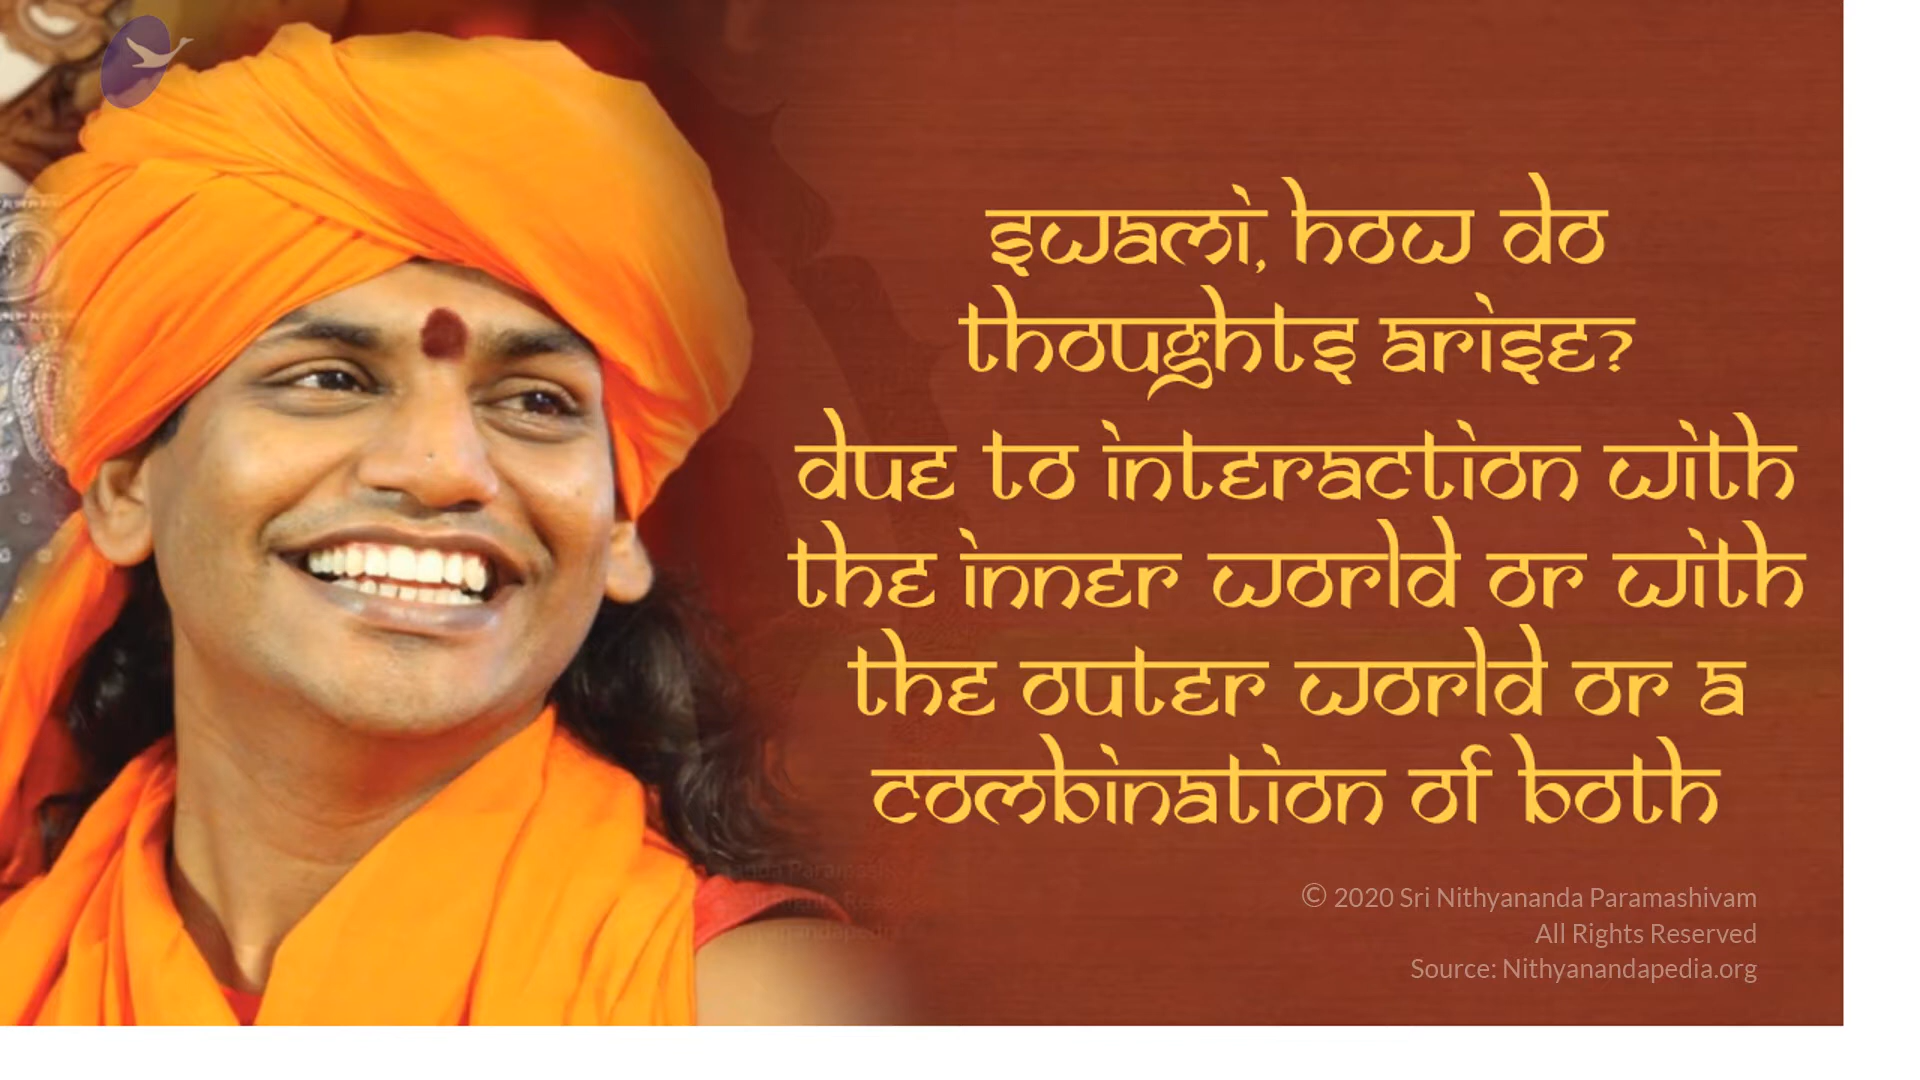 swami, how do
thoughts arise?
due to interaction with
the inner world or with
the outer world or a
combination of both
© 2020 Sri Nithyananda Paramashivam
All Rights Reserved
Source: Nithyanandapedia.org